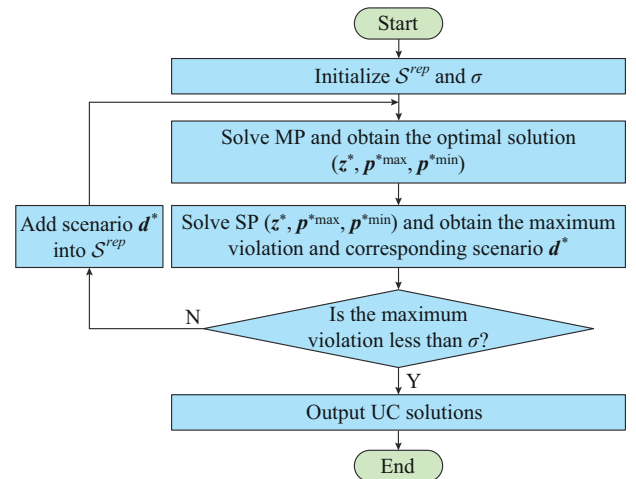 Start
Initialize 𝒮^rep and σ
Solve MP and obtain the optimal solution
(z*, p*max, p*min)
Solve SP (z*, p*max, p*min) and obtain the maximum
violation and corresponding scenario d*
Add scenario d*
into 𝒮^rep
Is the maximum
violation less than σ?
N
Y
Output UC solutions
End